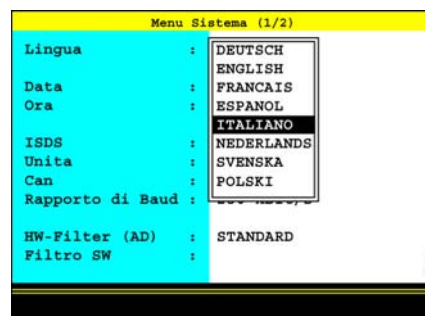 Menu Sistema (1/2)
Lingua :
DEUTSCH
ENGLISH
Data : FRANCAIS
Ora : ESPANOL
ITALIANO
ISDS : NEDERLANDS
Unita : SVENSKA
Can : POLSKI
Rapporto di Baud :
HW-Filter (AD) : STANDARD
Filtro SW :